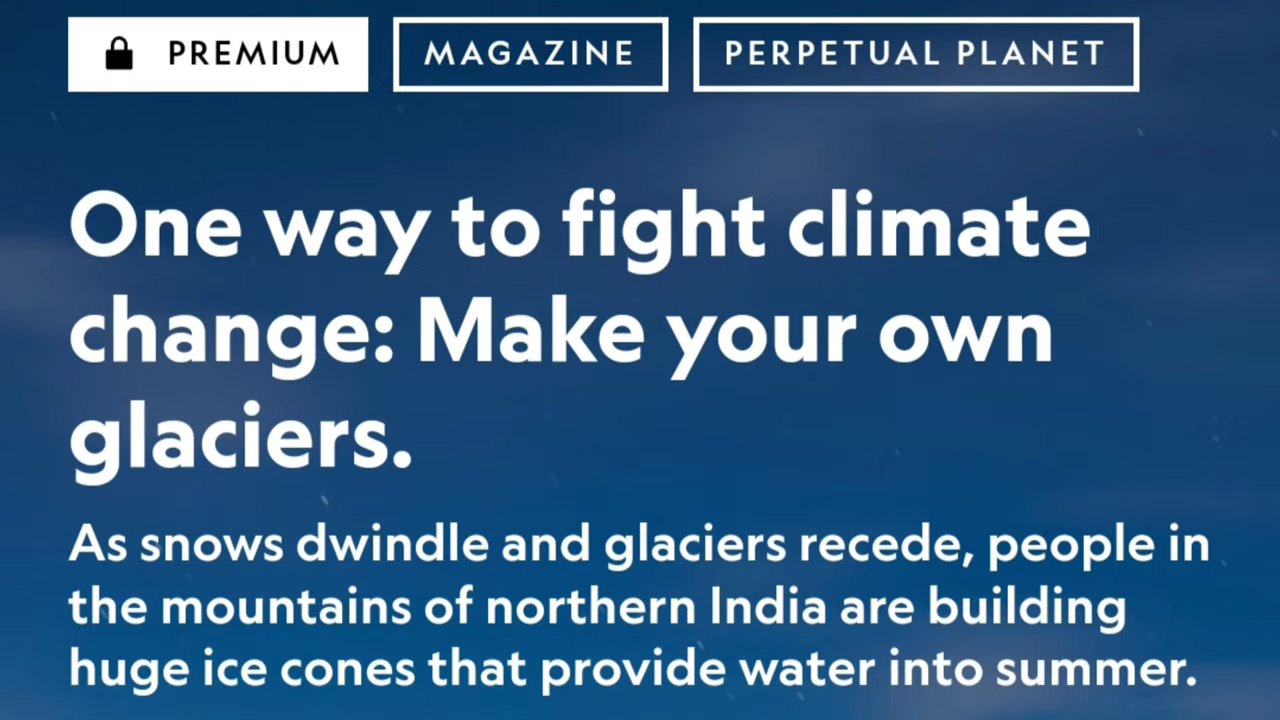 PREMIUM
MAGAZINE
PERPETUAL PLANET
One way to fight climate
change: Make your own
glaciers.
As snows dwindle and glaciers recede, people in
the mountains of northern India are building
huge ice cones that provide water into summer.